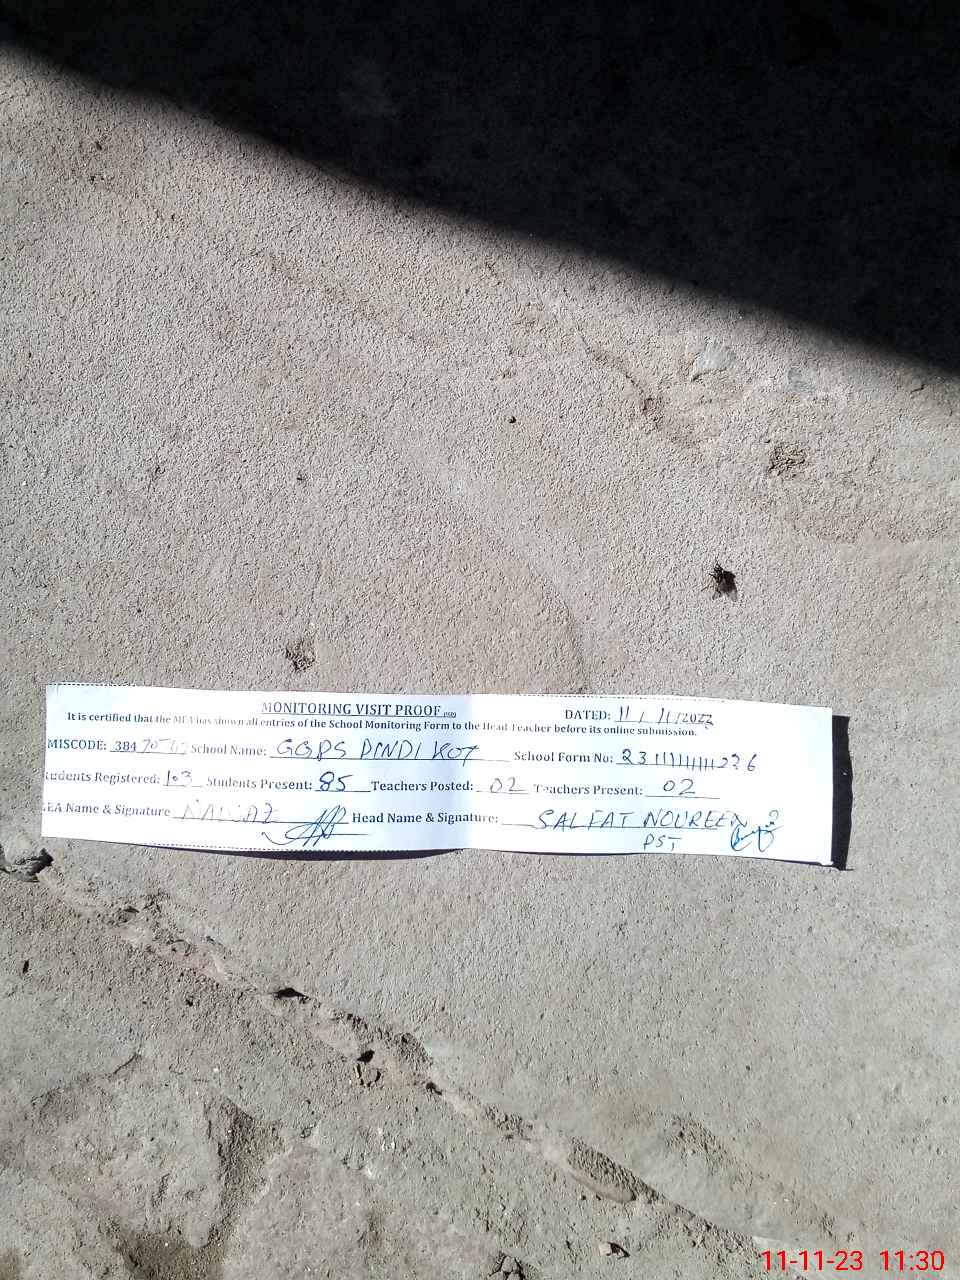 MONITORING VISIT PROOF
DATED: 11/11/2023
It is certified that the MEA has shown all entries of the School Monitoring Form to the Head Teacher before its online submission.
MISCODE: 384 School Name: GGPS PINDI KOT School Form No:
tudents Registered: 103 Students Present: 85 Teachers Posted: 02 Teachers Present: 02
EA Name & Signature NAWAZ Head Name & Signature: NOUREEN
PST
11-11-23 11:30